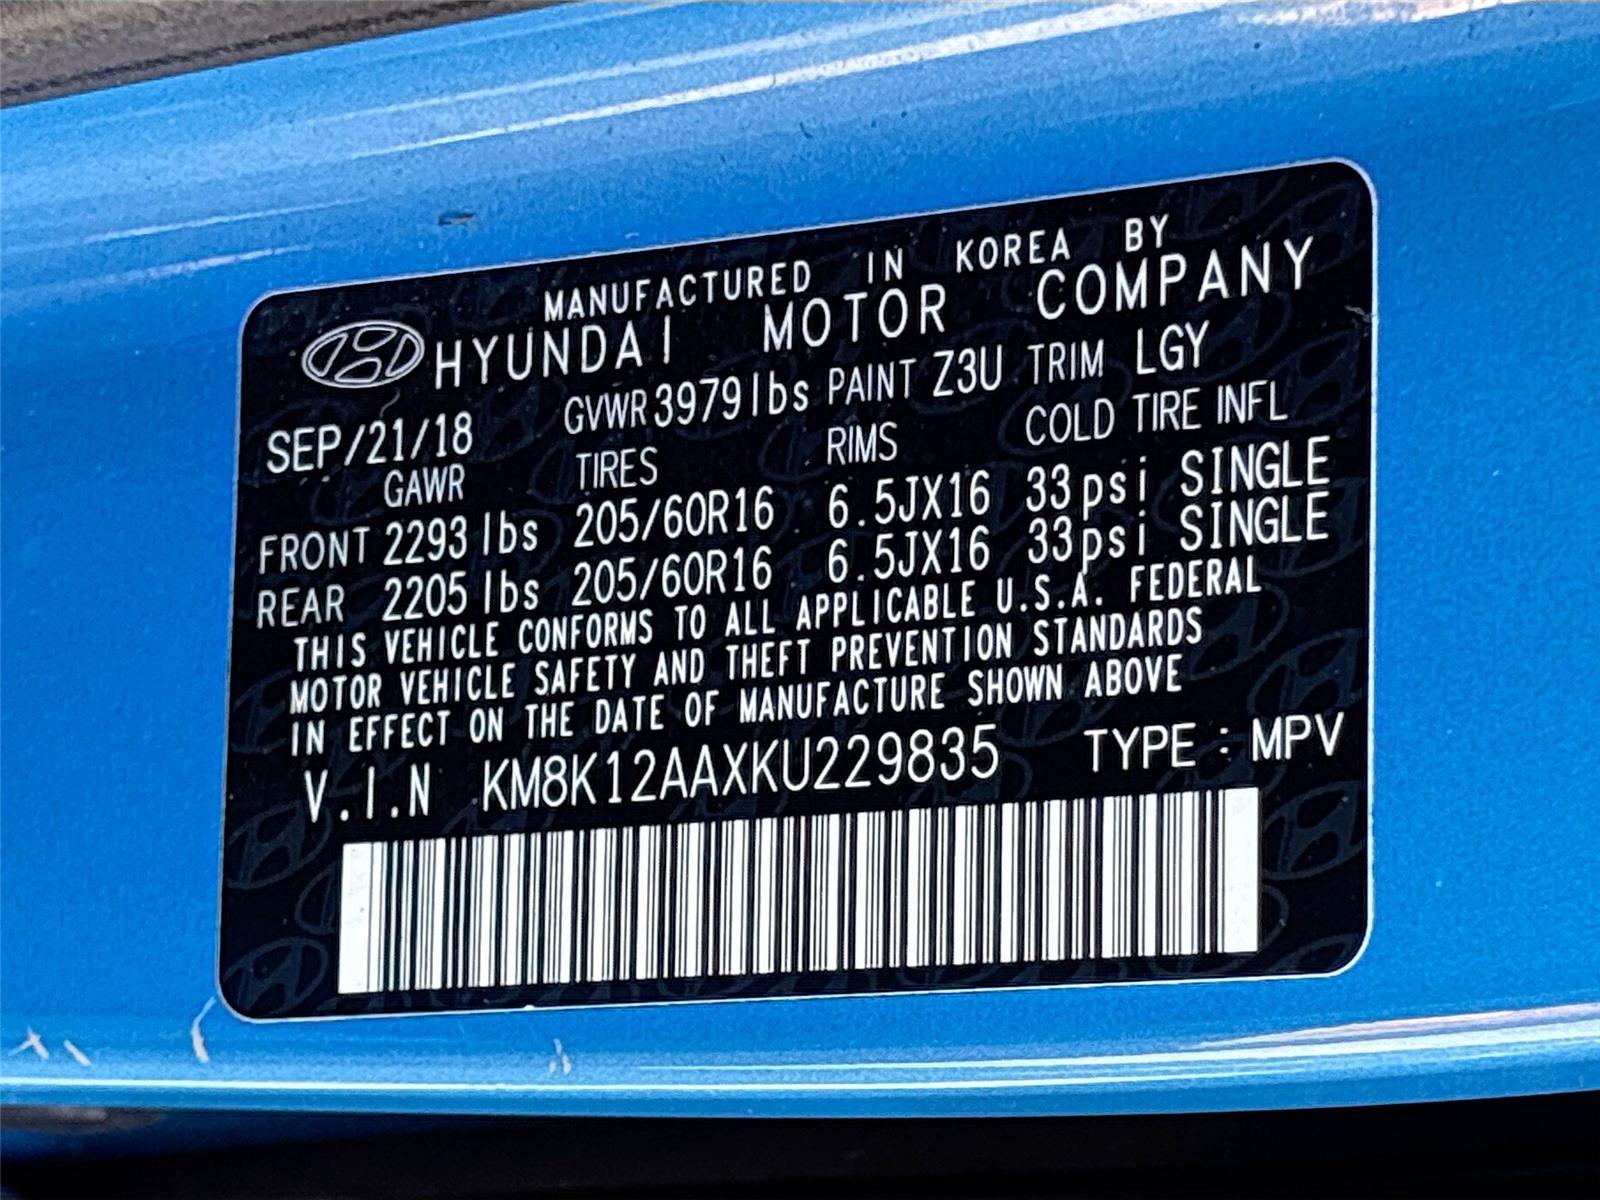 MANUFACTURED IN KOREA BY
HYUNDAI MOTOR COMPANY
SEP/21/18 GVWR 3979 lbs PAINT Z3U TRIM LGY
GAWR TIRES RIMS COLD TIRE INFL
FRONT 2293 lbs 205/60R16 6.5JX16 33psi SINGLE
REAR 2205 lbs 205/60R16 6.5JX16 33psi SINGLE
THIS VEHICLE CONFORMS TO ALL APPLICABLE U.S.A. FEDERAL
MOTOR VEHICLE SAFETY AND THEFT PREVENTION STANDARDS
IN EFFECT ON THE DATE OF MANUFACTURE SHOWN ABOVE
V.I.N KM8K12AAXKU229835 TYPE : MPV